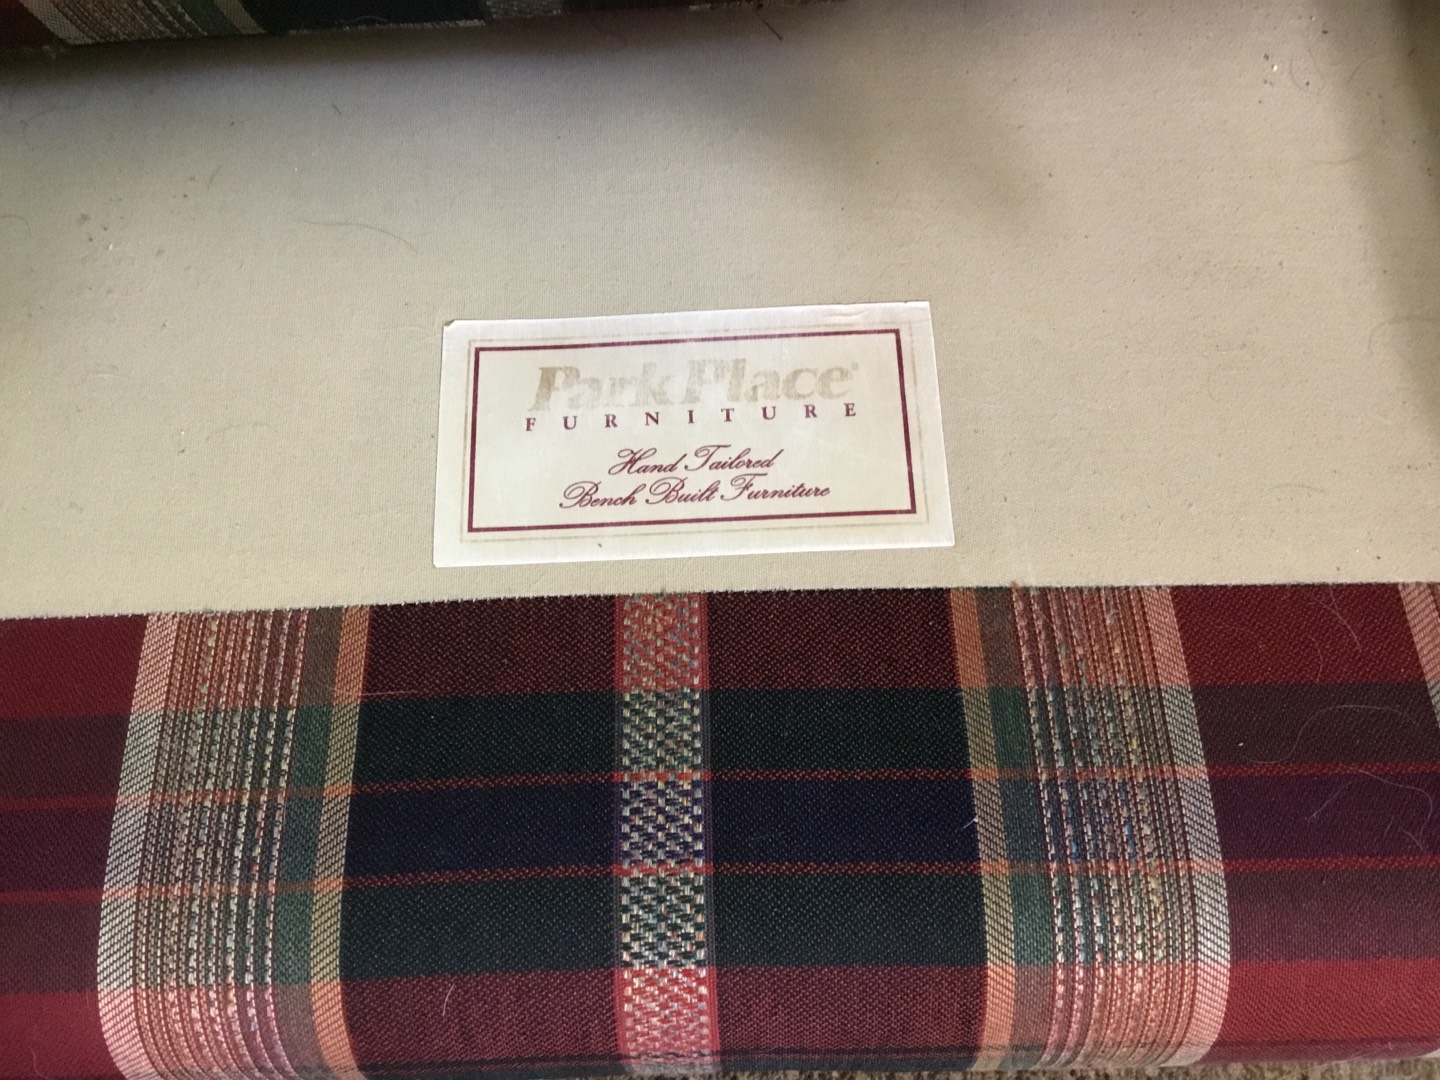 Park Place®
FURNITURE
Hand Tailored
Bench Built Furniture